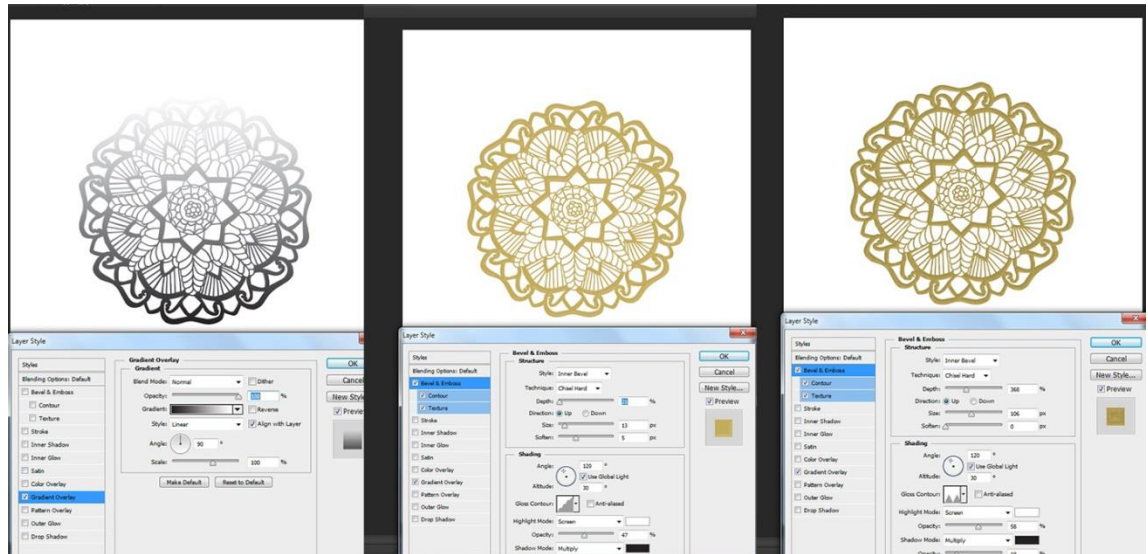 Layer Style
Styles
Blending Options: Default
Bevel & Emboss
Contour
Texture
Stroke
Inner Shadow
Inner Glow
Satin
Color Overlay
Gradient Overlay
Pattern Overlay
Outer Glow
Drop Shadow
Gradient Overlay
Gradient
Blend Mode: Normal Dither
Opacity: 100 %
Gradient: Reverse
Style: Linear Align with Layer
Angle: 90 °
Scale: 100 %
Make Default Reset to Default
OK
Cancel
New Style
Preview
Layer Style
Styles
Blending Options: Default
Bevel & Emboss
Contour
Texture
Stroke
Inner Shadow
Inner Glow
Satin
Color Overlay
Gradient Overlay
Pattern Overlay
Outer Glow
Drop Shadow
Bevel & Emboss
Structure
Style: Inner Bevel
Technique: Chisel Hard
Depth: %
Direction: Up Down
Size: 13 px
Soften: 5 px
Shading
Angle: 120 °
Use Global Light
Altitude: 30 °
Gloss Contour: Anti-aliased
Highlight Mode: Screen
Opacity: 47 %
Shadow Mode: Multiply
OK
Cancel
New Style...
Preview
Layer Style
Styles
Blending Options: Default
Bevel & Emboss
Contour
Texture
Stroke
Inner Shadow
Inner Glow
Satin
Color Overlay
Gradient Overlay
Pattern Overlay
Outer Glow
Drop Shadow
Bevel & Emboss
Structure
Style: Inner Bevel
Technique: Chisel Hard
Depth: 368 %
Direction: Up Down
Size: 106 px
Soften: 0 px
Shading
Angle: 120 °
Use Global Light
Altitude: 30 °
Gloss Contour: Anti-aliased
Highlight Mode: Screen
Opacity: 58 %
Shadow Mode: Multiply
OK
Cancel
New Style...
Preview